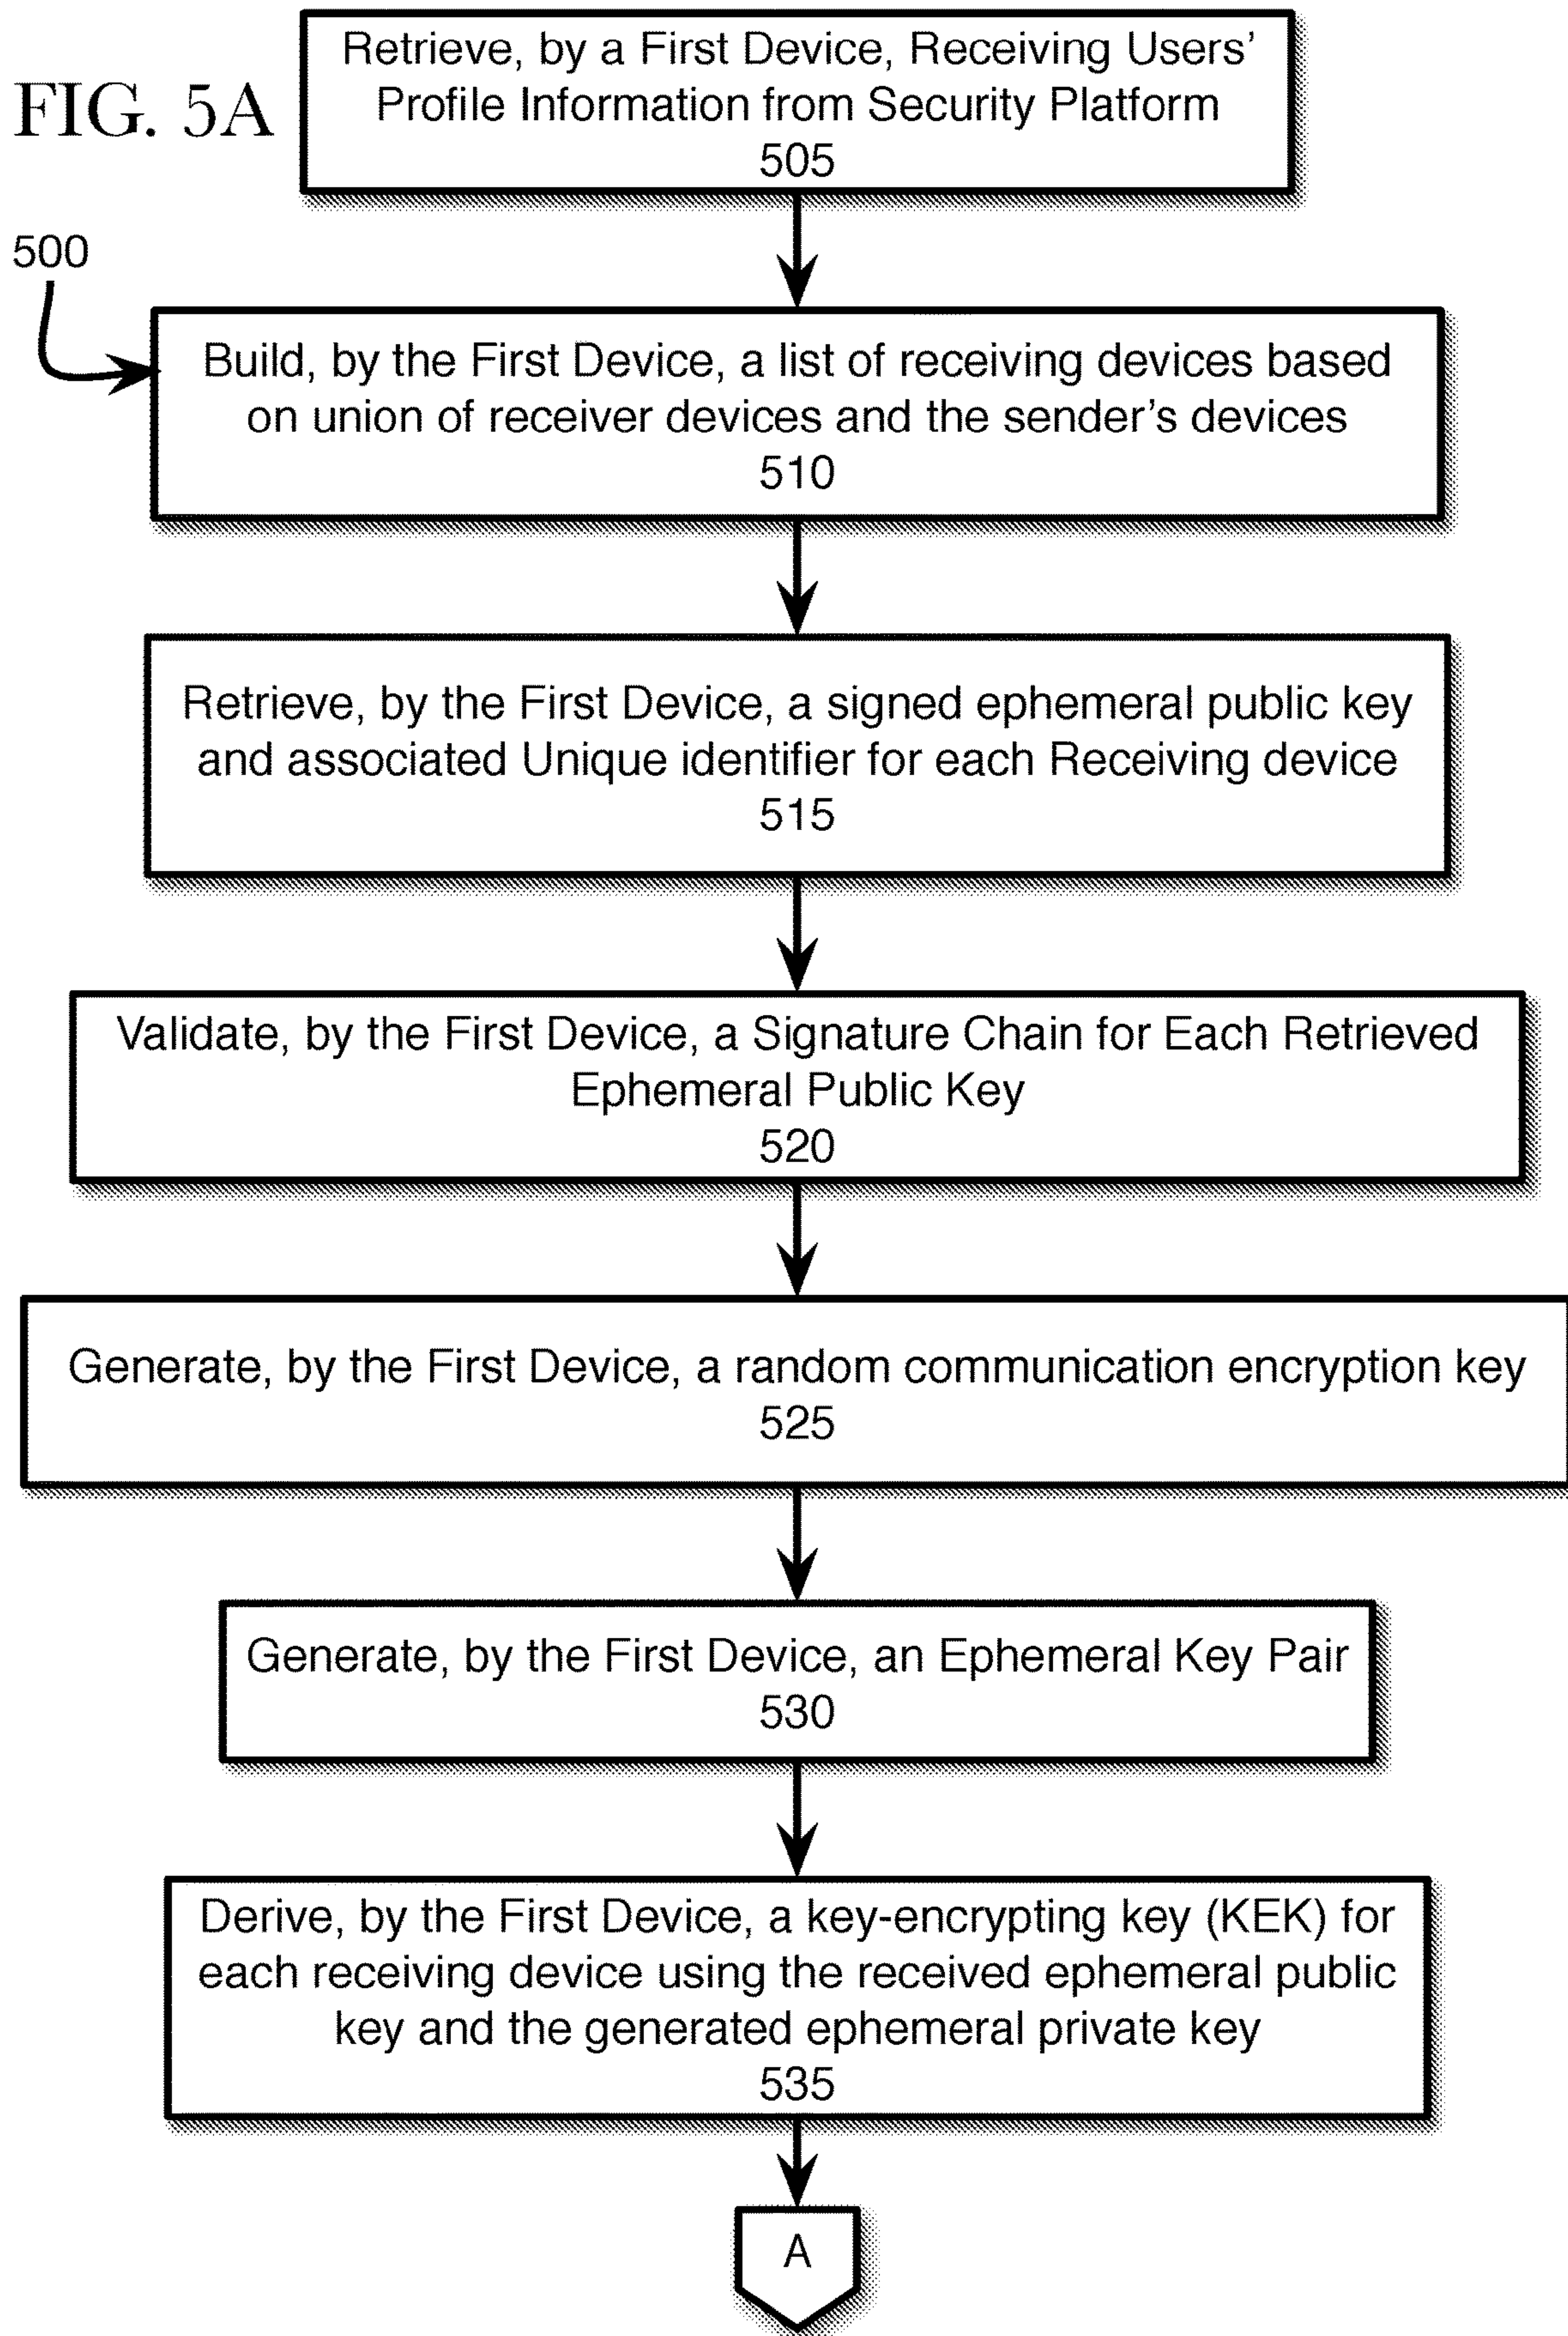 FIG. 5A
Retrieve, by a First Device, Receiving Users’
Profile Information from Security Platform
505
500
Build, by the First Device, a list of receiving devices based
on union of receiver devices and the sender’s devices
510
Retrieve, by the First Device, a signed ephemeral public key
and associated Unique identifier for each Receiving device
515
Validate, by the First Device, a Signature Chain for Each Retrieved
Ephemeral Public Key
520
Generate, by the First Device, a random communication encryption key
525
Generate, by the First Device, an Ephemeral Key Pair
530
Derive, by the First Device, a key-encrypting key (KEK) for
each receiving device using the received ephemeral public
key and the generated ephemeral private key
535
A